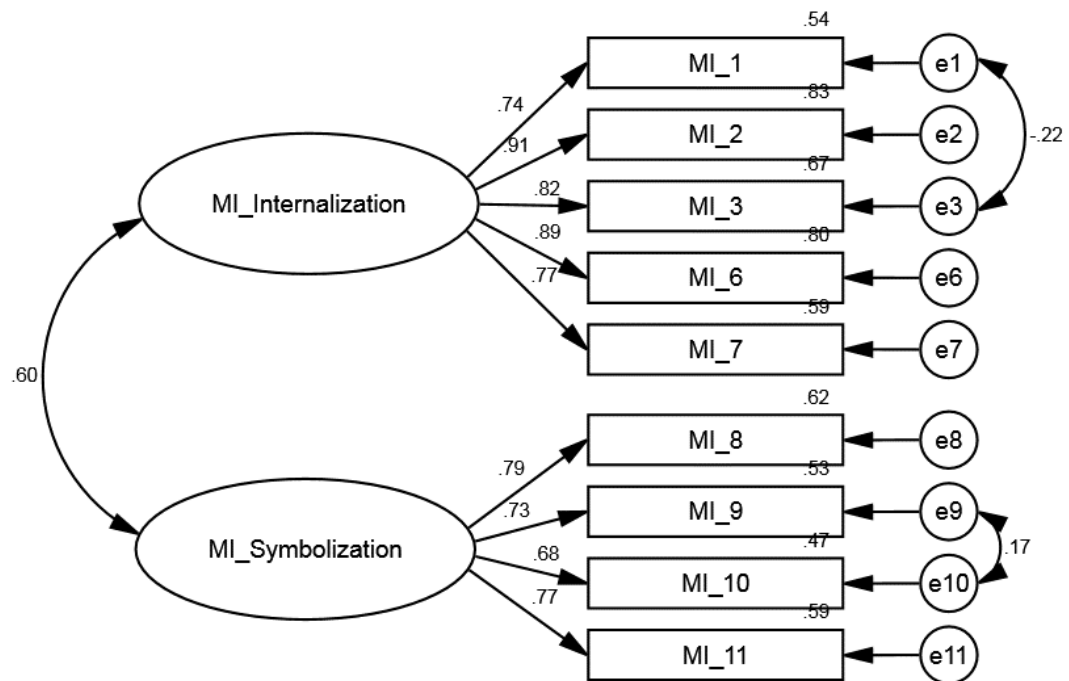 .54
MI_1
e1
.74
.83
.91
MI_2
e2
-.22
.67
.82
MI_3
e3
.80
MI_Internalization
.89
MI_6
e6
.77
.59
MI_7
e7
.60
.62
MI_8
e8
.79
.53
.73
MI_9
e9
.47
.17
MI_Symbolization
.68
MI_10
e10
.77
.59
MI_11
e11